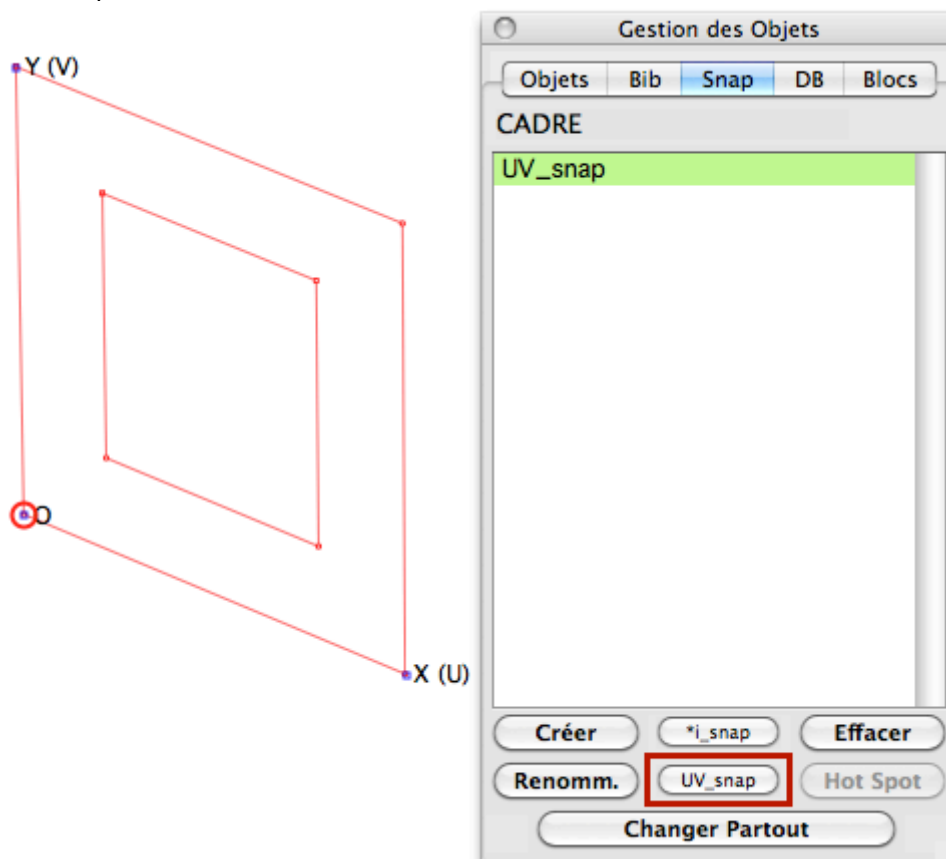 Y (V)
O
X (U)
Gestion des Objets
Objets Bib Snap DB Blocs
CADRE
UV_snap
Créer *i_snap Effacer
Renomm. UV_snap Hot Spot
Changer Partout